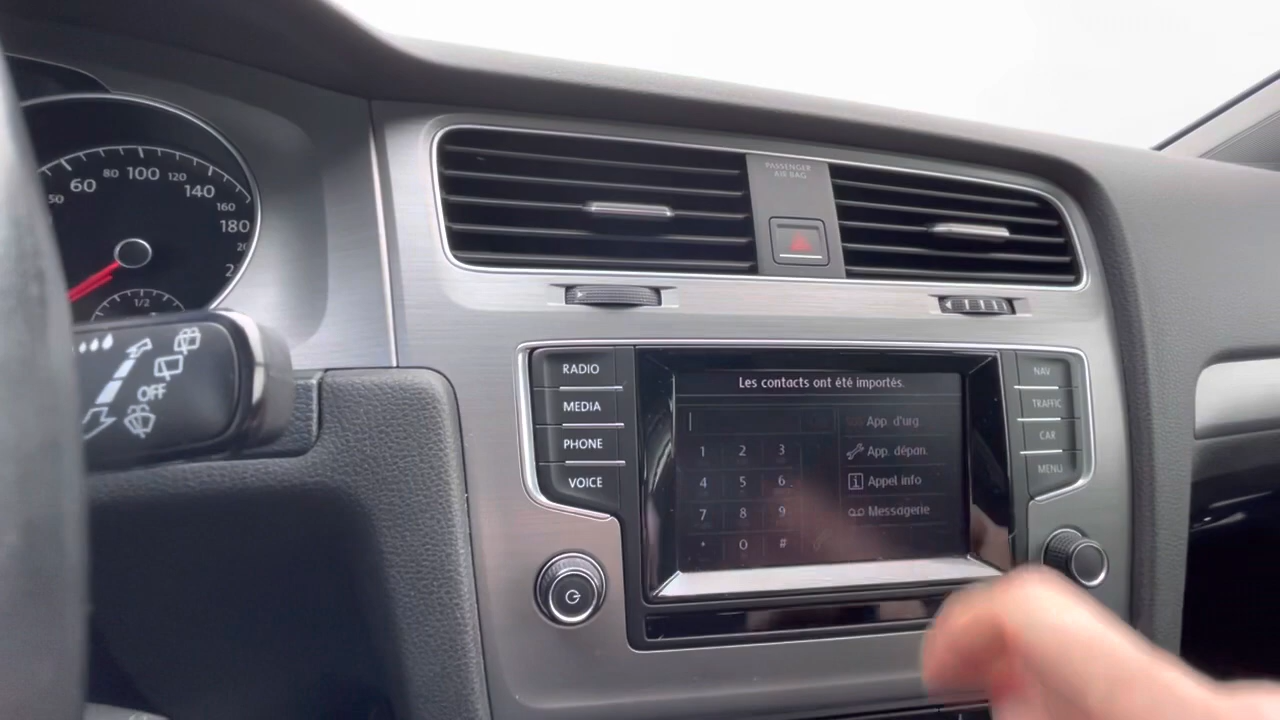 60 80 100 120 140 160 180
1/2
OFF
PASSENGER
AIR BAG
RADIO
MEDIA
PHONE
VOICE
Les contacts ont été importés.
App. d'urg.
1 2 3
App. dépan.
4 5 6
Appel info
7 8 9
Messagerie
* 0 #
NAV
TRAFFIC
CAR
MENU